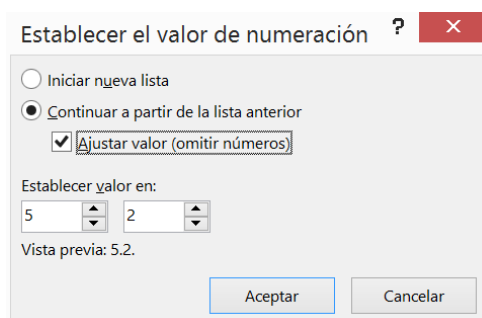 Establecer el valor de numeración ? X
Iniciar nueva lista
Continuar a partir de la lista anterior
Ajustar valor (omitir números)
Establecer valor en:
5 2
Vista previa: 5.2.
Aceptar Cancelar